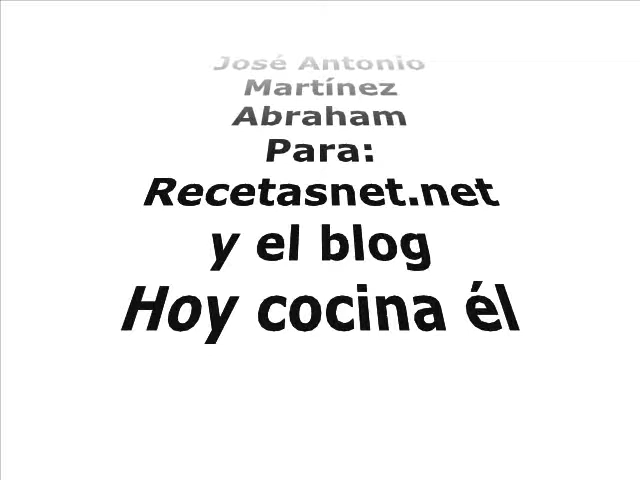 José Antonio
Martínez
Abraham
Para:
Recetasnet.net
y el blog
Hoy cocina él